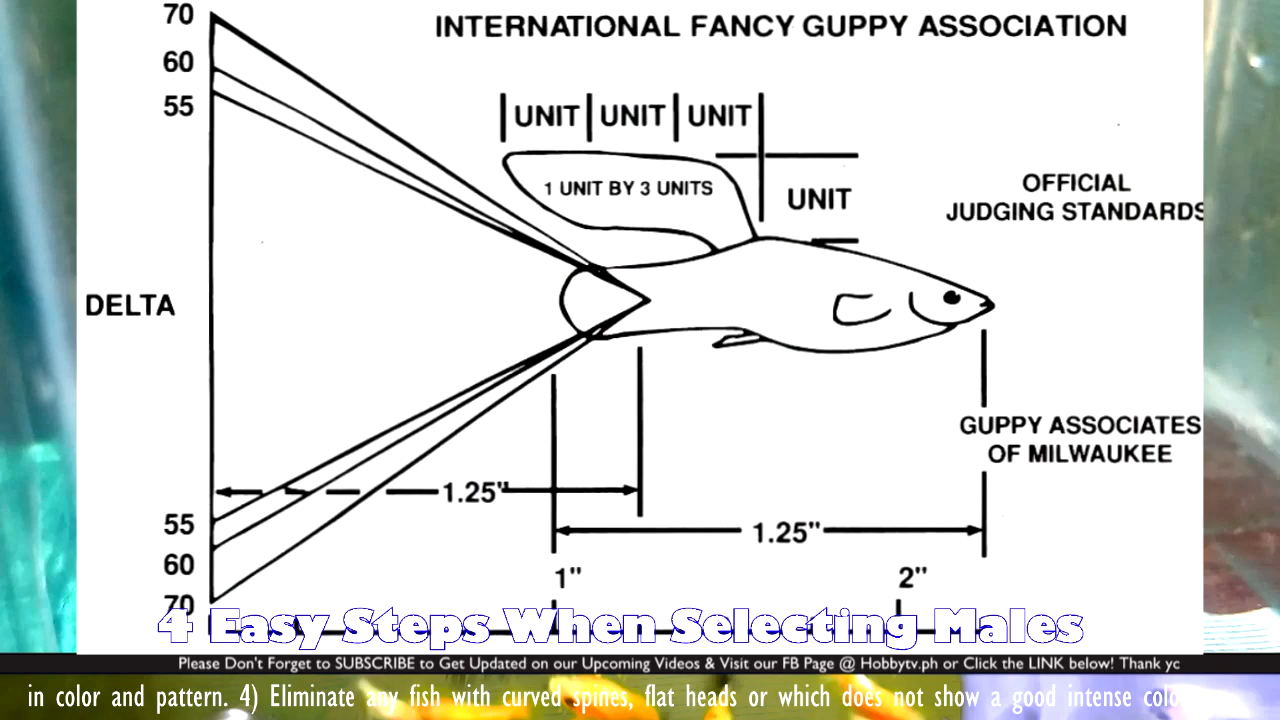 70
INTERNATIONAL FANCY GUPPY ASSOCIATION
60
55
UNIT UNIT UNIT
1 UNIT BY 3 UNITS
UNIT
OFFICIAL
JUDGING STANDARDS
DELTA
GUPPY ASSOCIATES
OF MILWAUKEE
1.25"
55
1.25"
60
1" 2"
70
4 Easy Steps When Selecting Males
Please Don't Forget to SUBSCRIBE to Get Updated on our Upcoming Videos & Visit our FB Page @ Hobbytv.ph or Click the LINK below! Thank yc
in color and pattern. 4) Eliminate any fish with curved spines, flat heads or which does not show a good intense colo